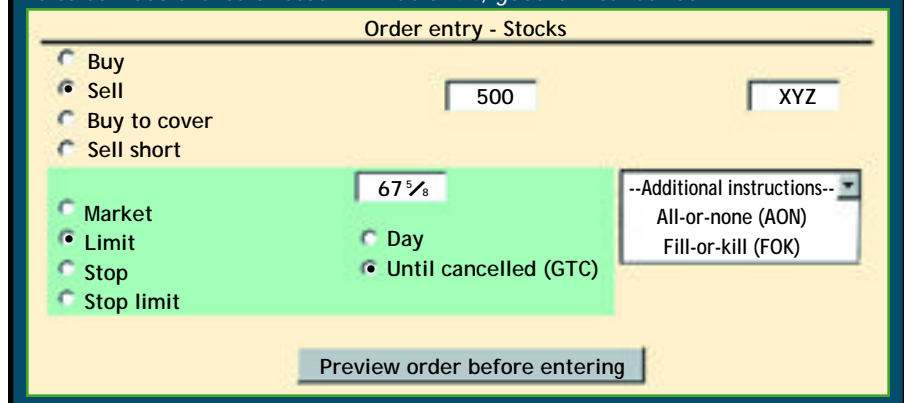 Order entry - Stocks
Buy
Sell
500
XYZ
Buy to cover
Sell short
67 5/8
--Additional instructions--
Market
All-or-none (AON)
Limit
Day
Fill-or-kill (FOK)
Stop
Until cancelled (GTC)
Stop limit
Preview order before entering